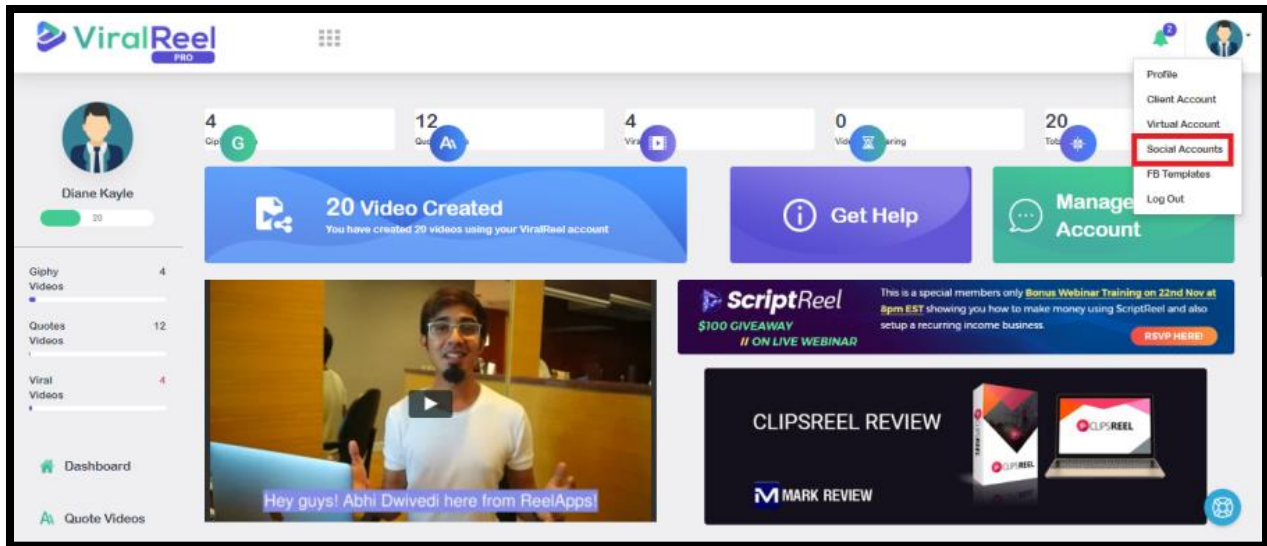 ViralReel
PRO
2
Profile
Client Account
Virtual Account
Social Accounts
FB Templates
Log Out
Diane Kayle
20
4
G
12
4
0
20
20 Video Created
You have created 20 videos using your ViralReel account
Get Help
Manage
Account
Giphy
Videos
4
Quotes
Videos
12
Viral
Videos
4
Dashboard
Quote Videos
Hey guys! Abhi Dwivedi here from ReelApps!
ScriptReel
$100 GIVEAWAY
// ON LIVE WEBINAR
This is a special members only Bonus Webinar Training on 22nd Nov at
8pm EST showing you how to make money using ScriptReel and also
setup a recurring income business.
RSVP HERE!
CLIPSREEL REVIEW
MARK REVIEW
CLIPSREEL
CLIPSREEL